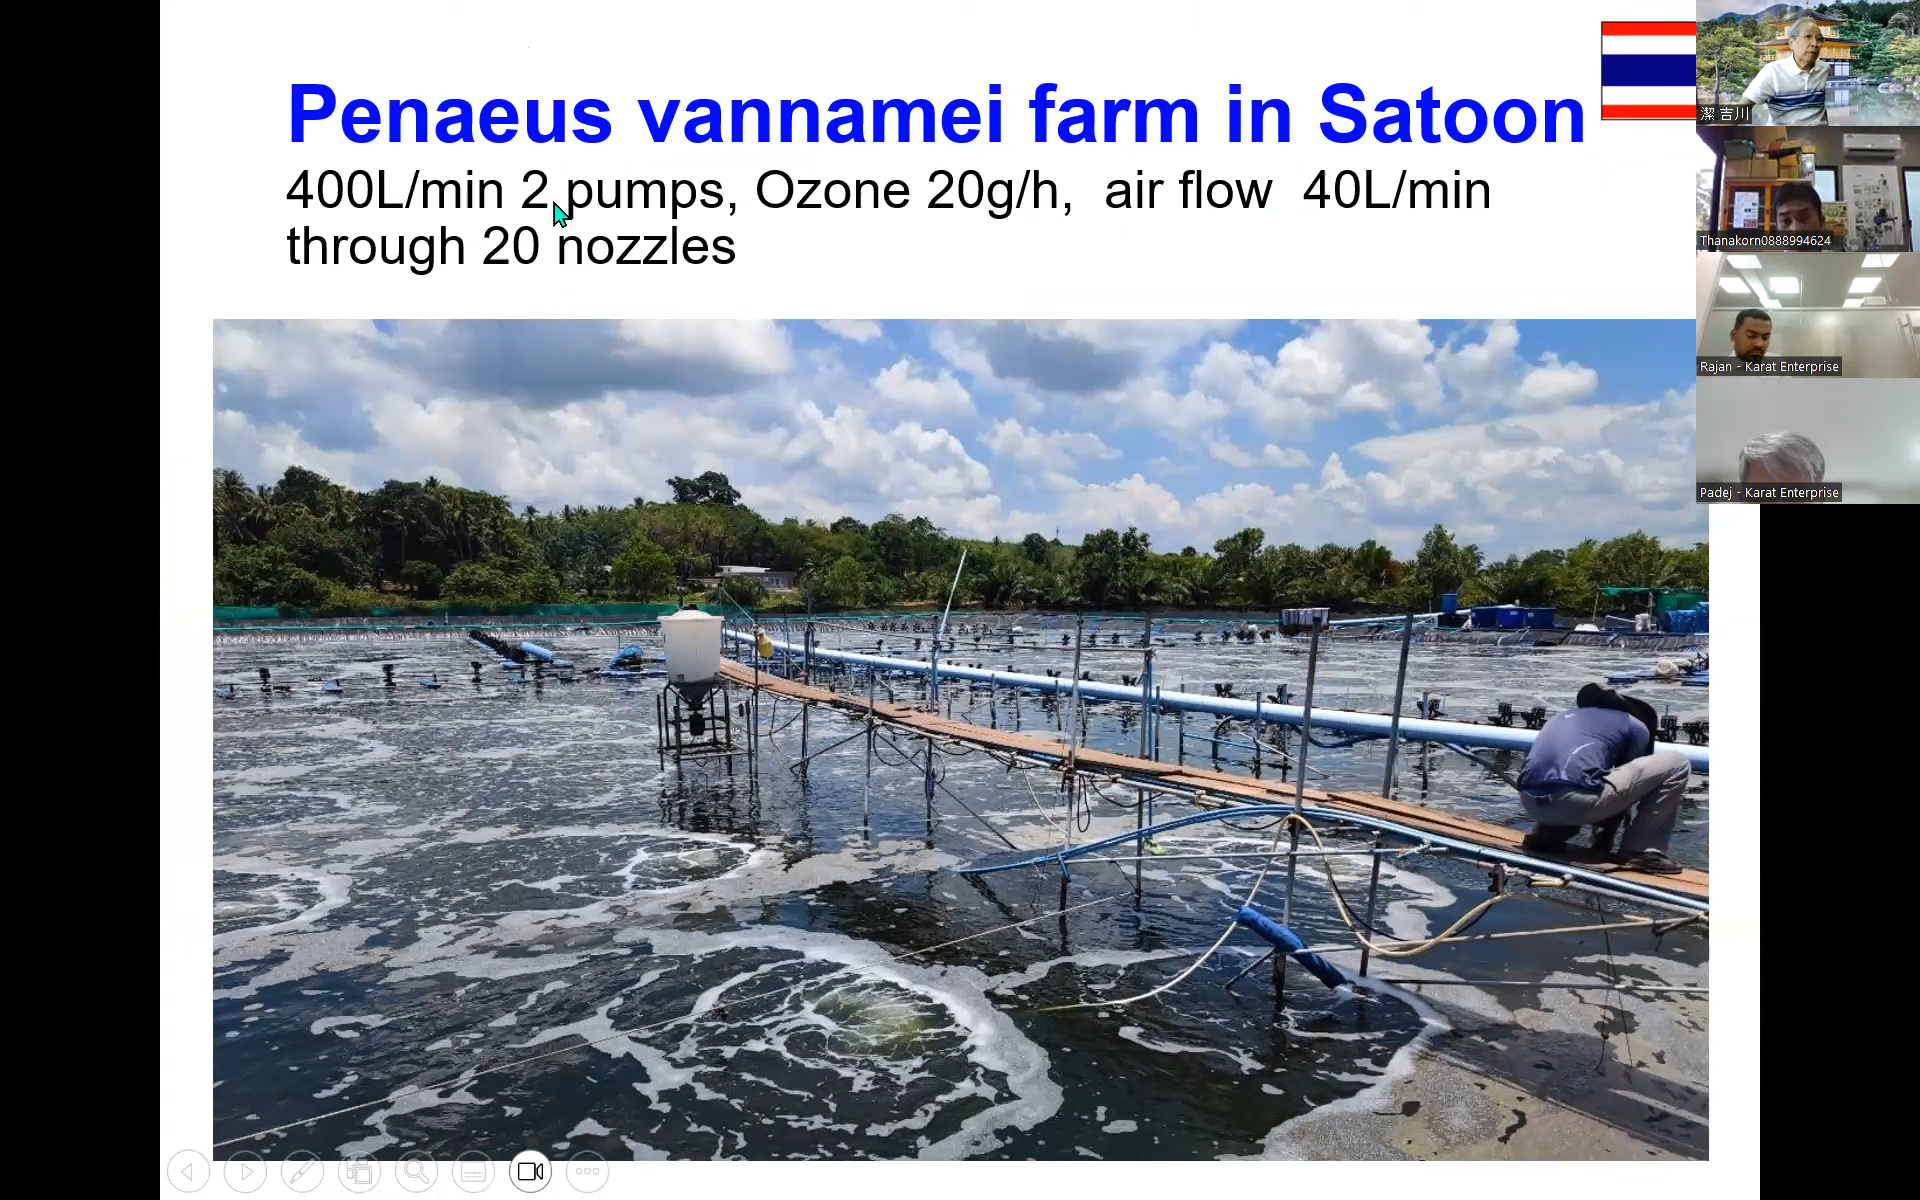 Penaeus vannamei farm in Satoon
400L/min 2 pumps, Ozone 20g/h, air flow 40L/min
through 20 nozzles
潔 吉川
Thanakorn0888994624
Rajan - Karat Enterprise
Padej - Karat Enterprise